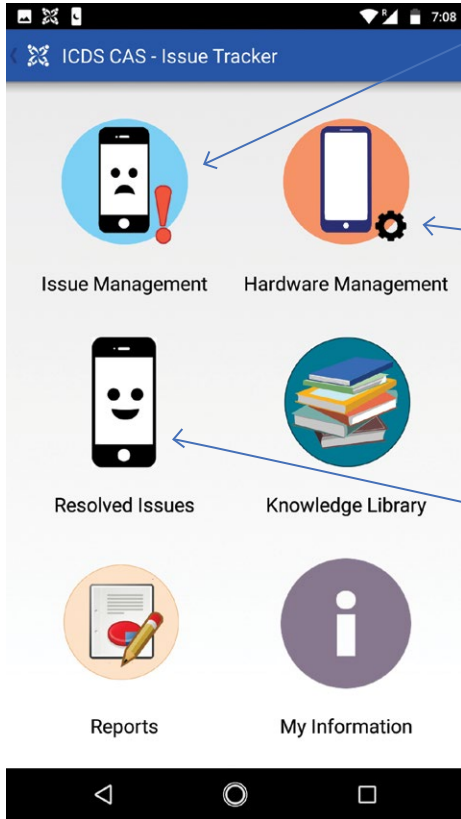 R
7:08
ICDS CAS - Issue Tracker
Issue Management
Hardware Management
Resolved Issues
Knowledge Library
Reports
My Information